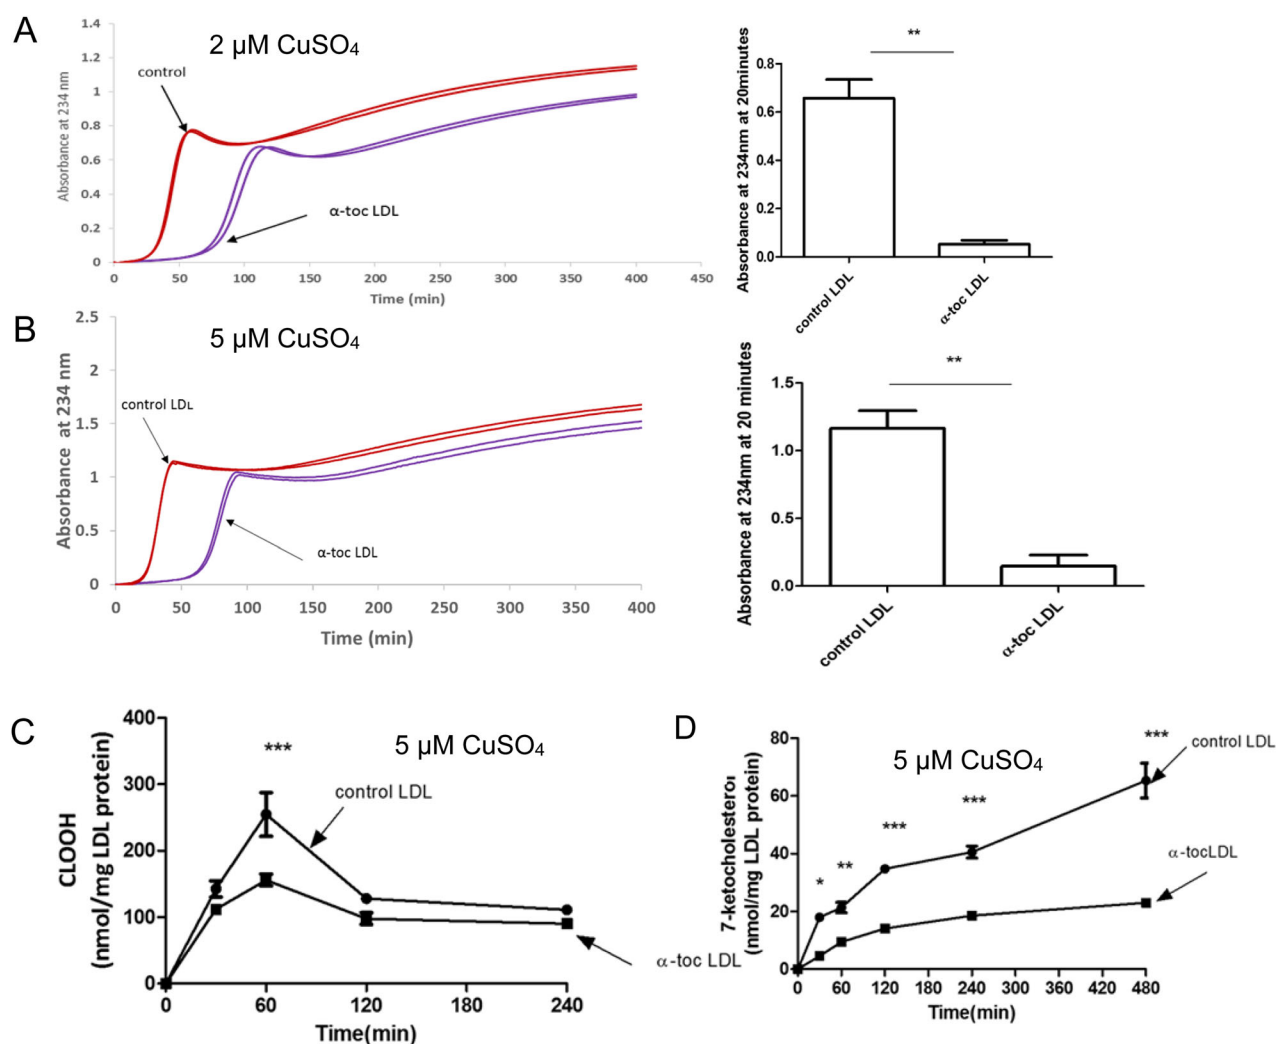 A
2 µM CuSO₄
control
α-toc LDL
Absorbance at 234 nm
1.4
1.2
1
0.8
0.6
0.4
0.2
0
0 50 100 150 200 250 300 350 400 450
Time (min)
**
Absorbance at 234nm at 20minutes
0.8
0.6
0.4
0.2
0.0
control LDL
α-toc LDL
B
5 µM CuSO₄
control LDL
α-toc LDL
Absorbance at 234 nm
2.5
2
1.5
1
0.5
0
0 50 100 150 200 250 300 350 400
Time (min)
**
Absorbance at 234nm at 20 minutes
1.5
1.0
0.5
0.0
control LDL
α-toc LDL
C
5 µM CuSO₄
***
control LDL
α-toc LDL
CLOOH
(nmol/mg LDL protein)
400
300
200
100
0
0 60 120 180 240
Time(min)
D
5 µM CuSO₄
***
control LDL
***
***
**
*
α-tocLDL
7-ketocholesterol
(nmol/mg LDL protein)
80
60
40
20
0
0 60 120 180 240 300 360 420 480
Time(min)